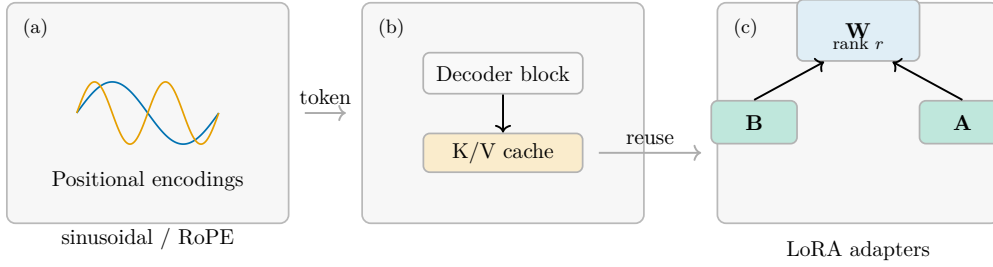 (a)
Positional encodings
sinusoidal / RoPE
token
(b)
Decoder block
K/V cache
reuse
(c)
W
rank r
B
A
LoRA adapters